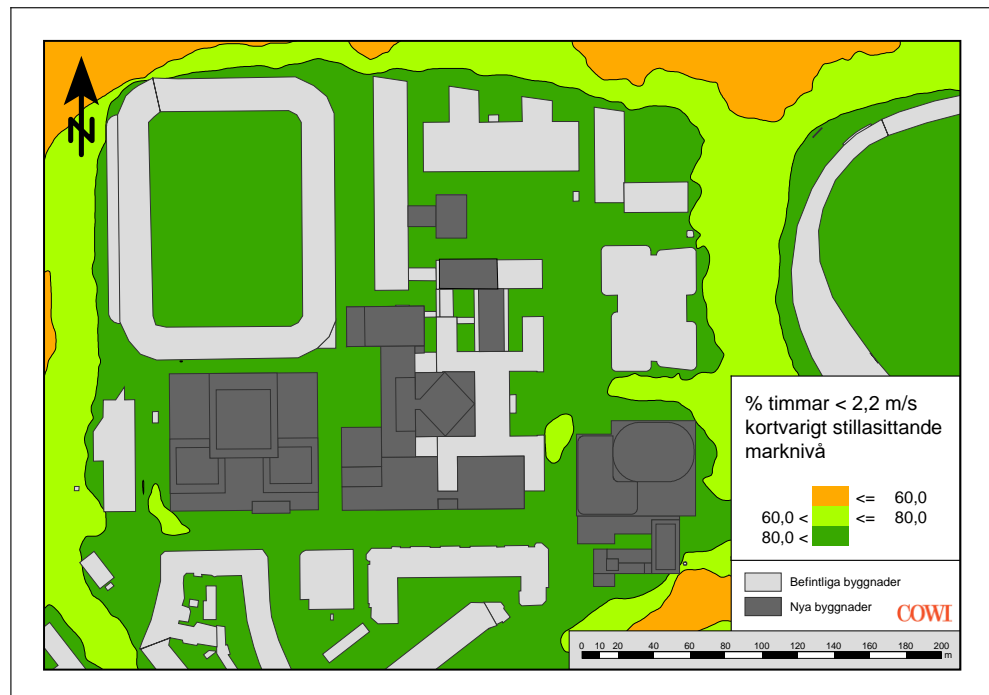 N
% timmar < 2,2 m/s
kortvarigt stillasittande
marknivå
<= 60,0
60,0 < <= 80,0
80,0 <
Befintliga byggnader
Nya byggnader
COWI
0 10 20 40 60 80 100 120 140 160 180 200
m